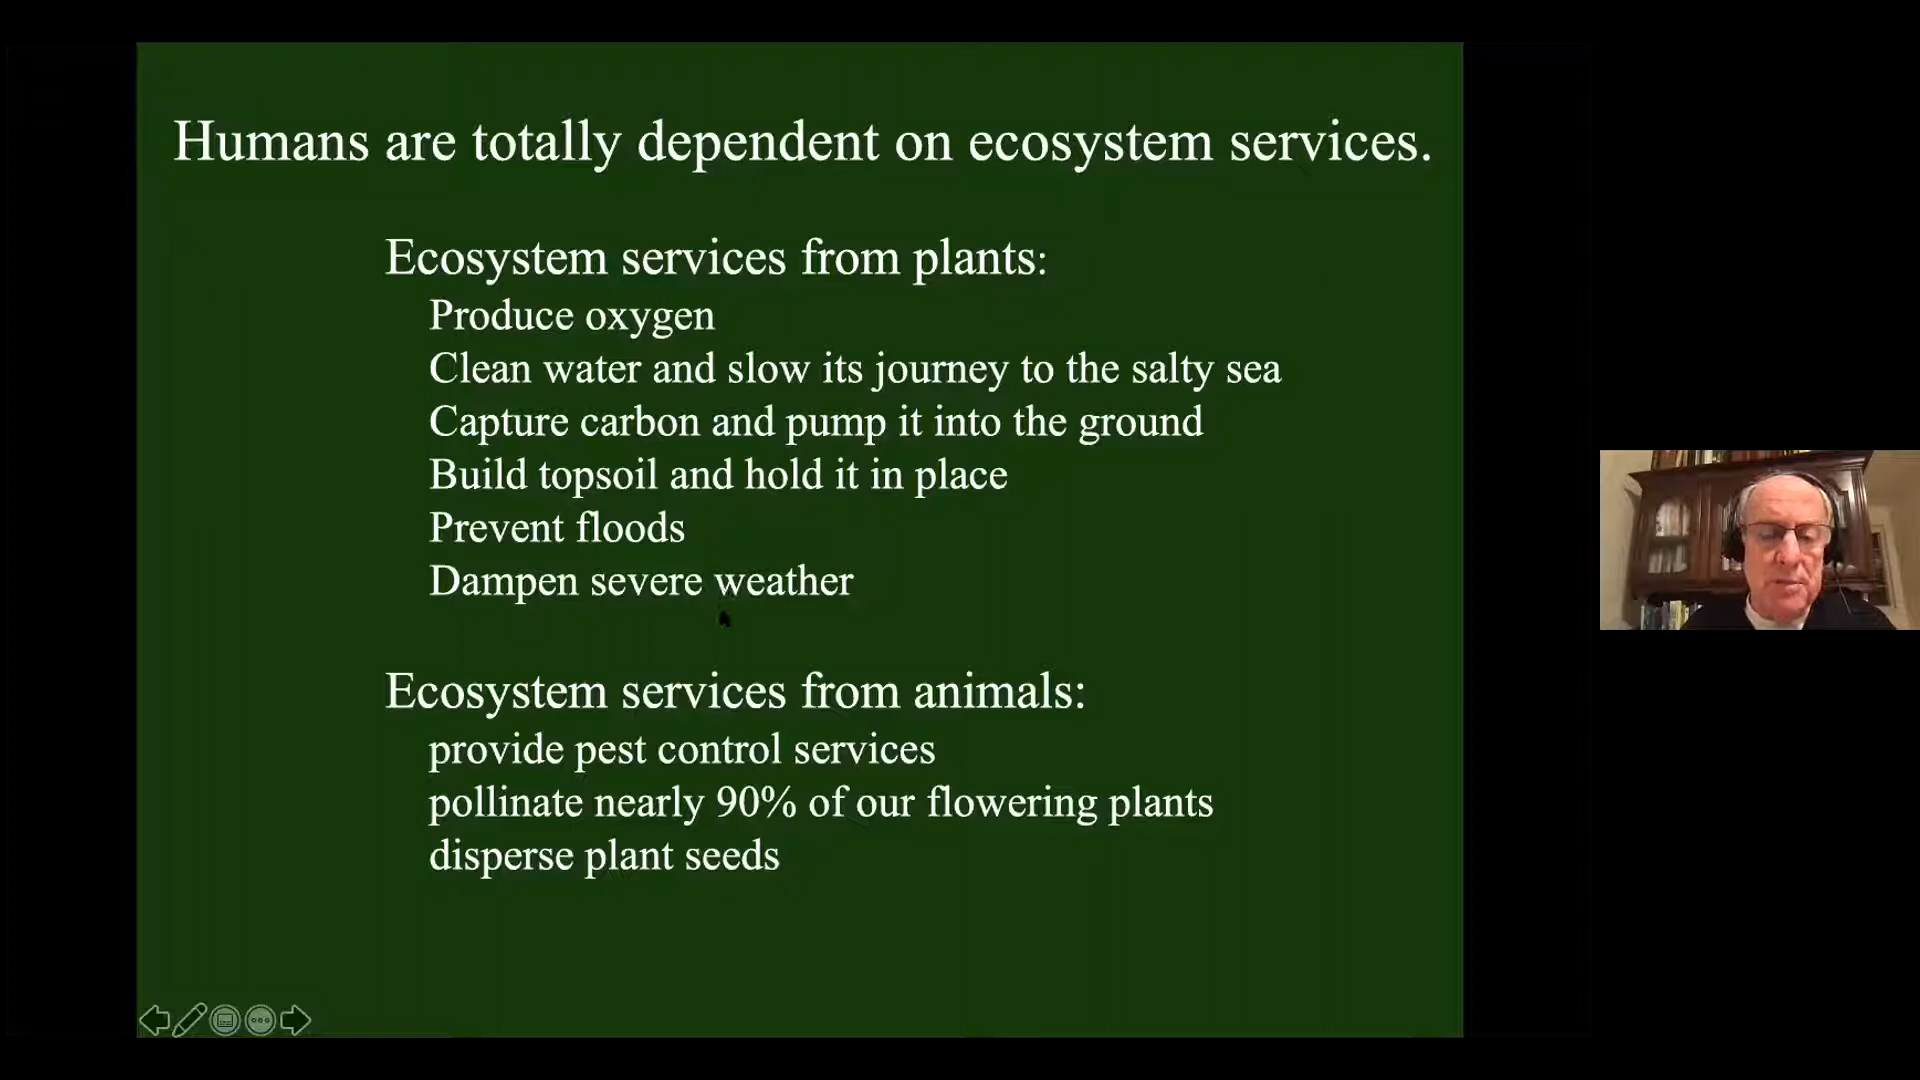 Humans are totally dependent on ecosystem services.
Ecosystem services from plants:
Produce oxygen
Clean water and slow its journey to the salty sea
Capture carbon and pump it into the ground
Build topsoil and hold it in place
Prevent floods
Dampen severe weather
Ecosystem services from animals:
provide pest control services
pollinate nearly 90% of our flowering plants
disperse plant seeds